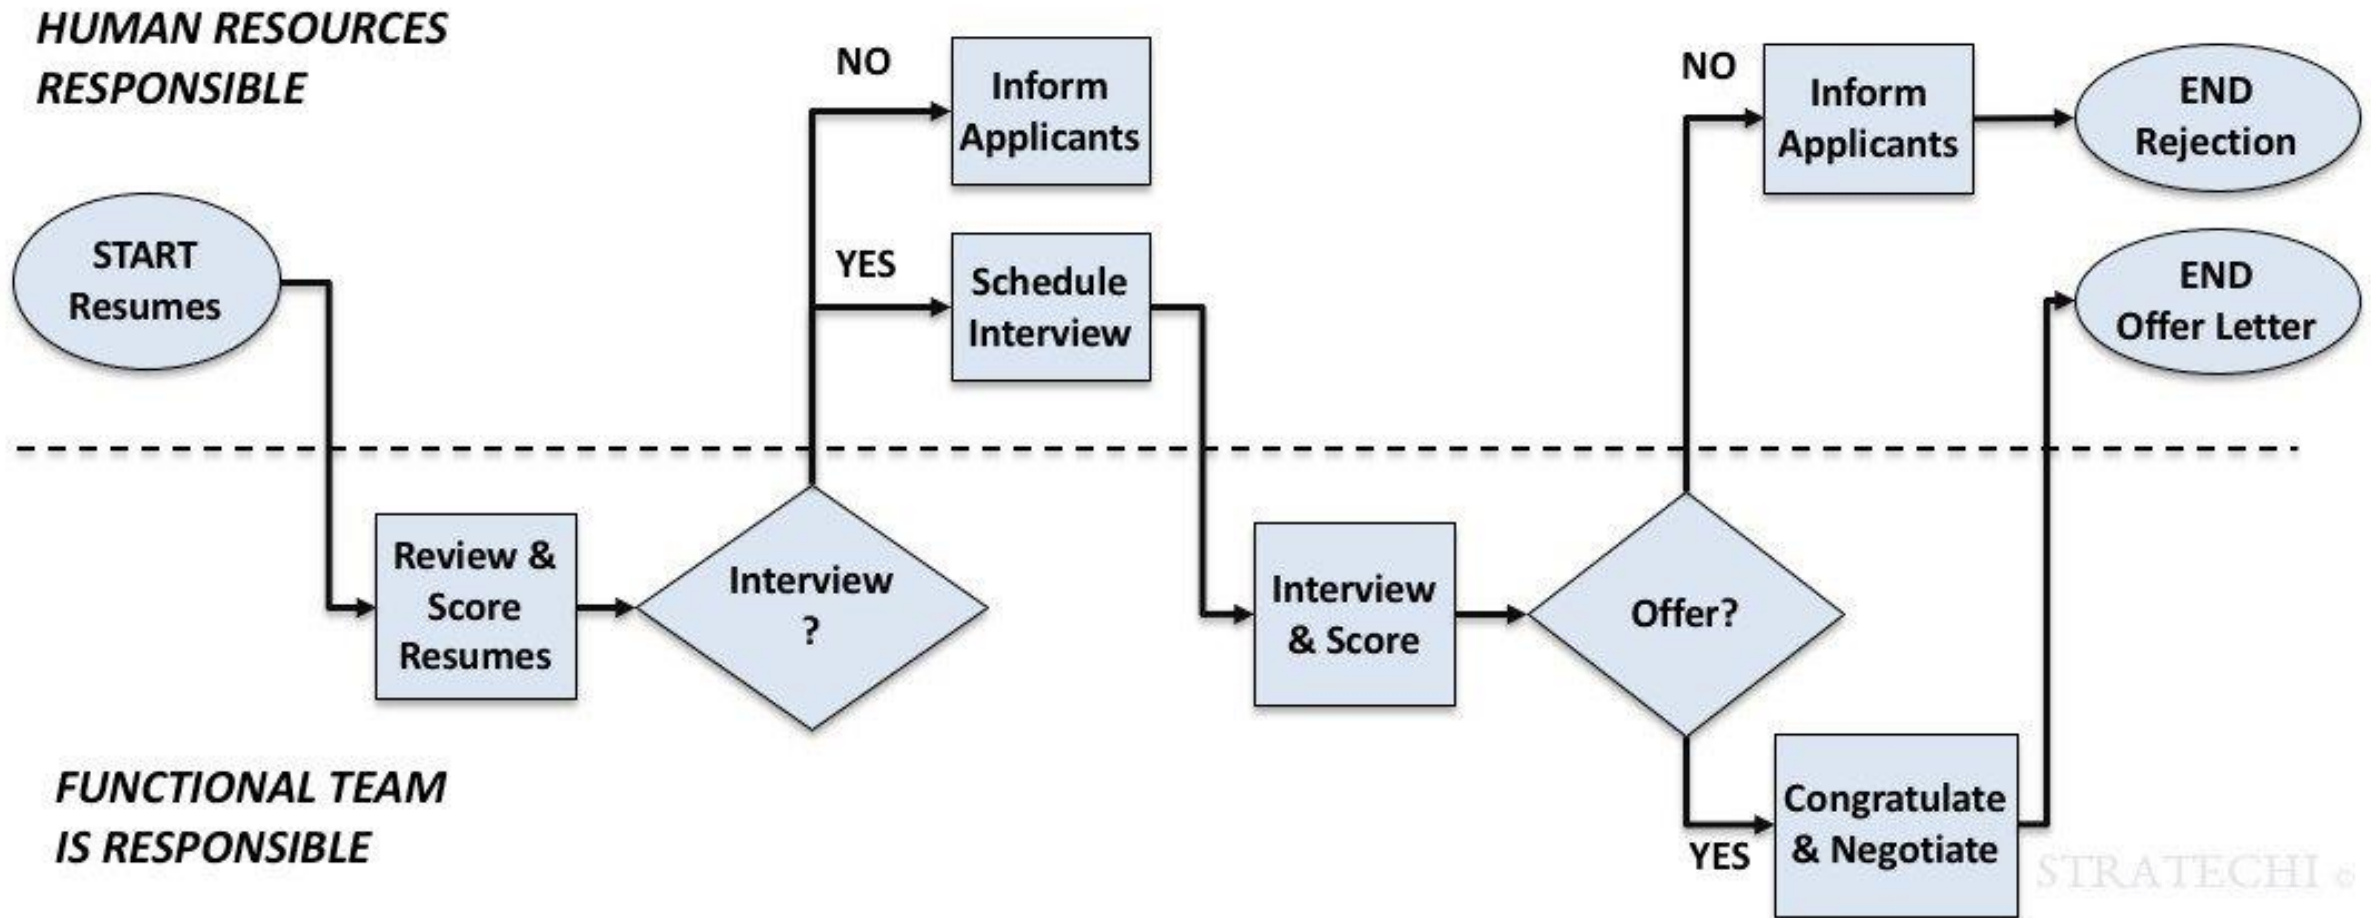 HUMAN RESOURCES
RESPONSIBLE
START
Resumes
NO
Inform
Applicants
YES
Schedule
Interview
NO
Inform
Applicants
END
Rejection
END
Offer Letter
Review &
Score
Resumes
Interview
?
Interview
& Score
Offer?
YES
Congratulate
& Negotiate
FUNCTIONAL TEAM
IS RESPONSIBLE
STRATECHI ©